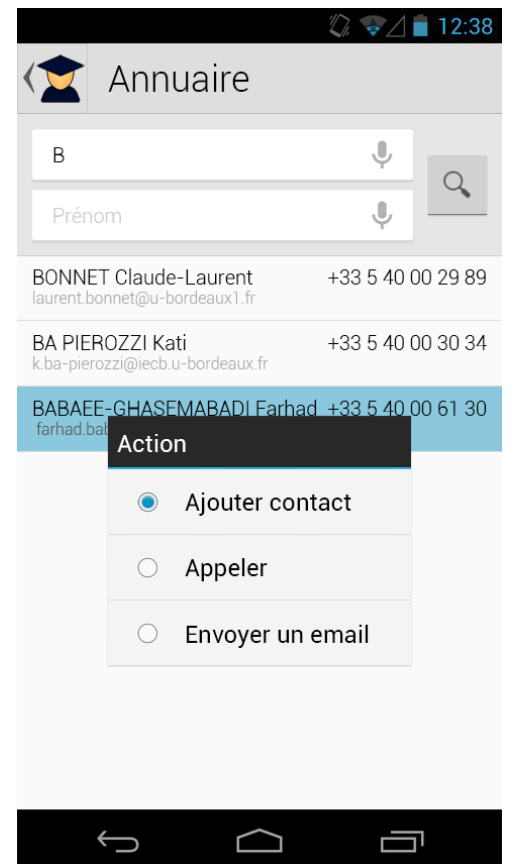 12:38
Annuaire
B
Prénom
BONNET Claude-Laurent +33 5 40 00 29 89
laurent.bonnet@u-bordeaux1.fr
BA PIEROZZI Kati +33 5 40 00 30 34
k.ba-pierozzi@iecb.u-bordeaux.fr
BABAEE-GHASEMABADI Farhad +33 5 40 00 61 30
Action
Ajouter contact
Appeler
Envoyer un email